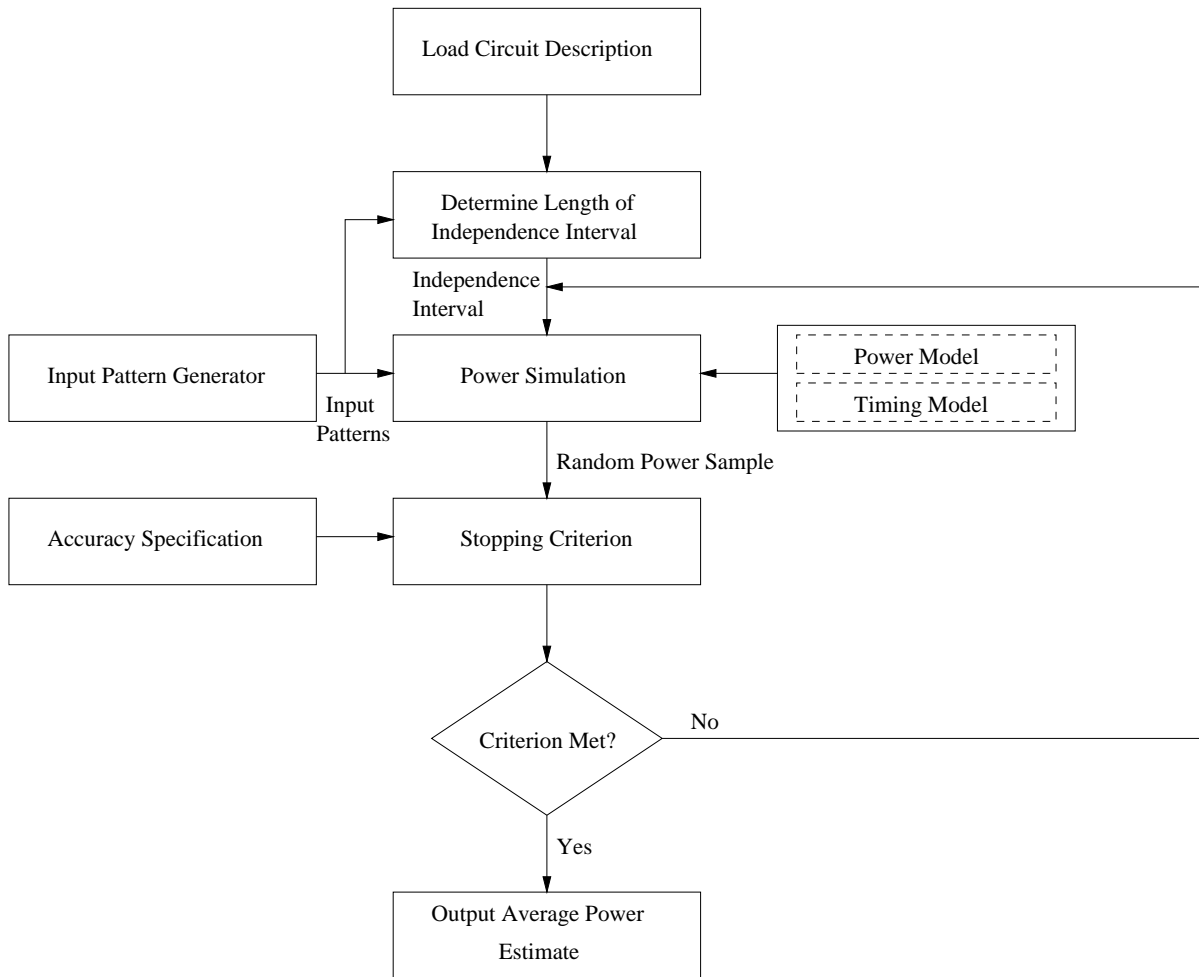 Load Circuit Description
Determine Length of
Independence Interval
Independence
Interval
Input Pattern Generator
Input
Patterns
Power Simulation
Power Model
Timing Model
Random Power Sample
Accuracy Specification
Stopping Criterion
Criterion Met?
No
Yes
Output Average Power
Estimate